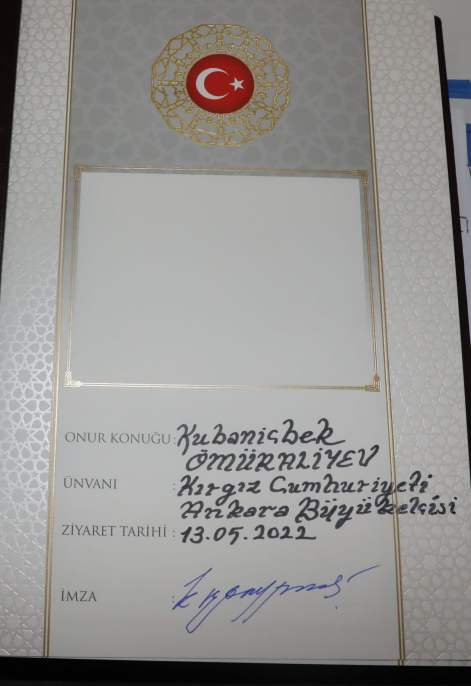 ONUR KONUĞU: Kubanıçbek
ÖMÜRALİYEV
ÜNVANI : Kırgız Cumhuriyeti
Ankara Büyükelçisi
ZİYARET TARİHİ : 13.05.2022
İMZA :